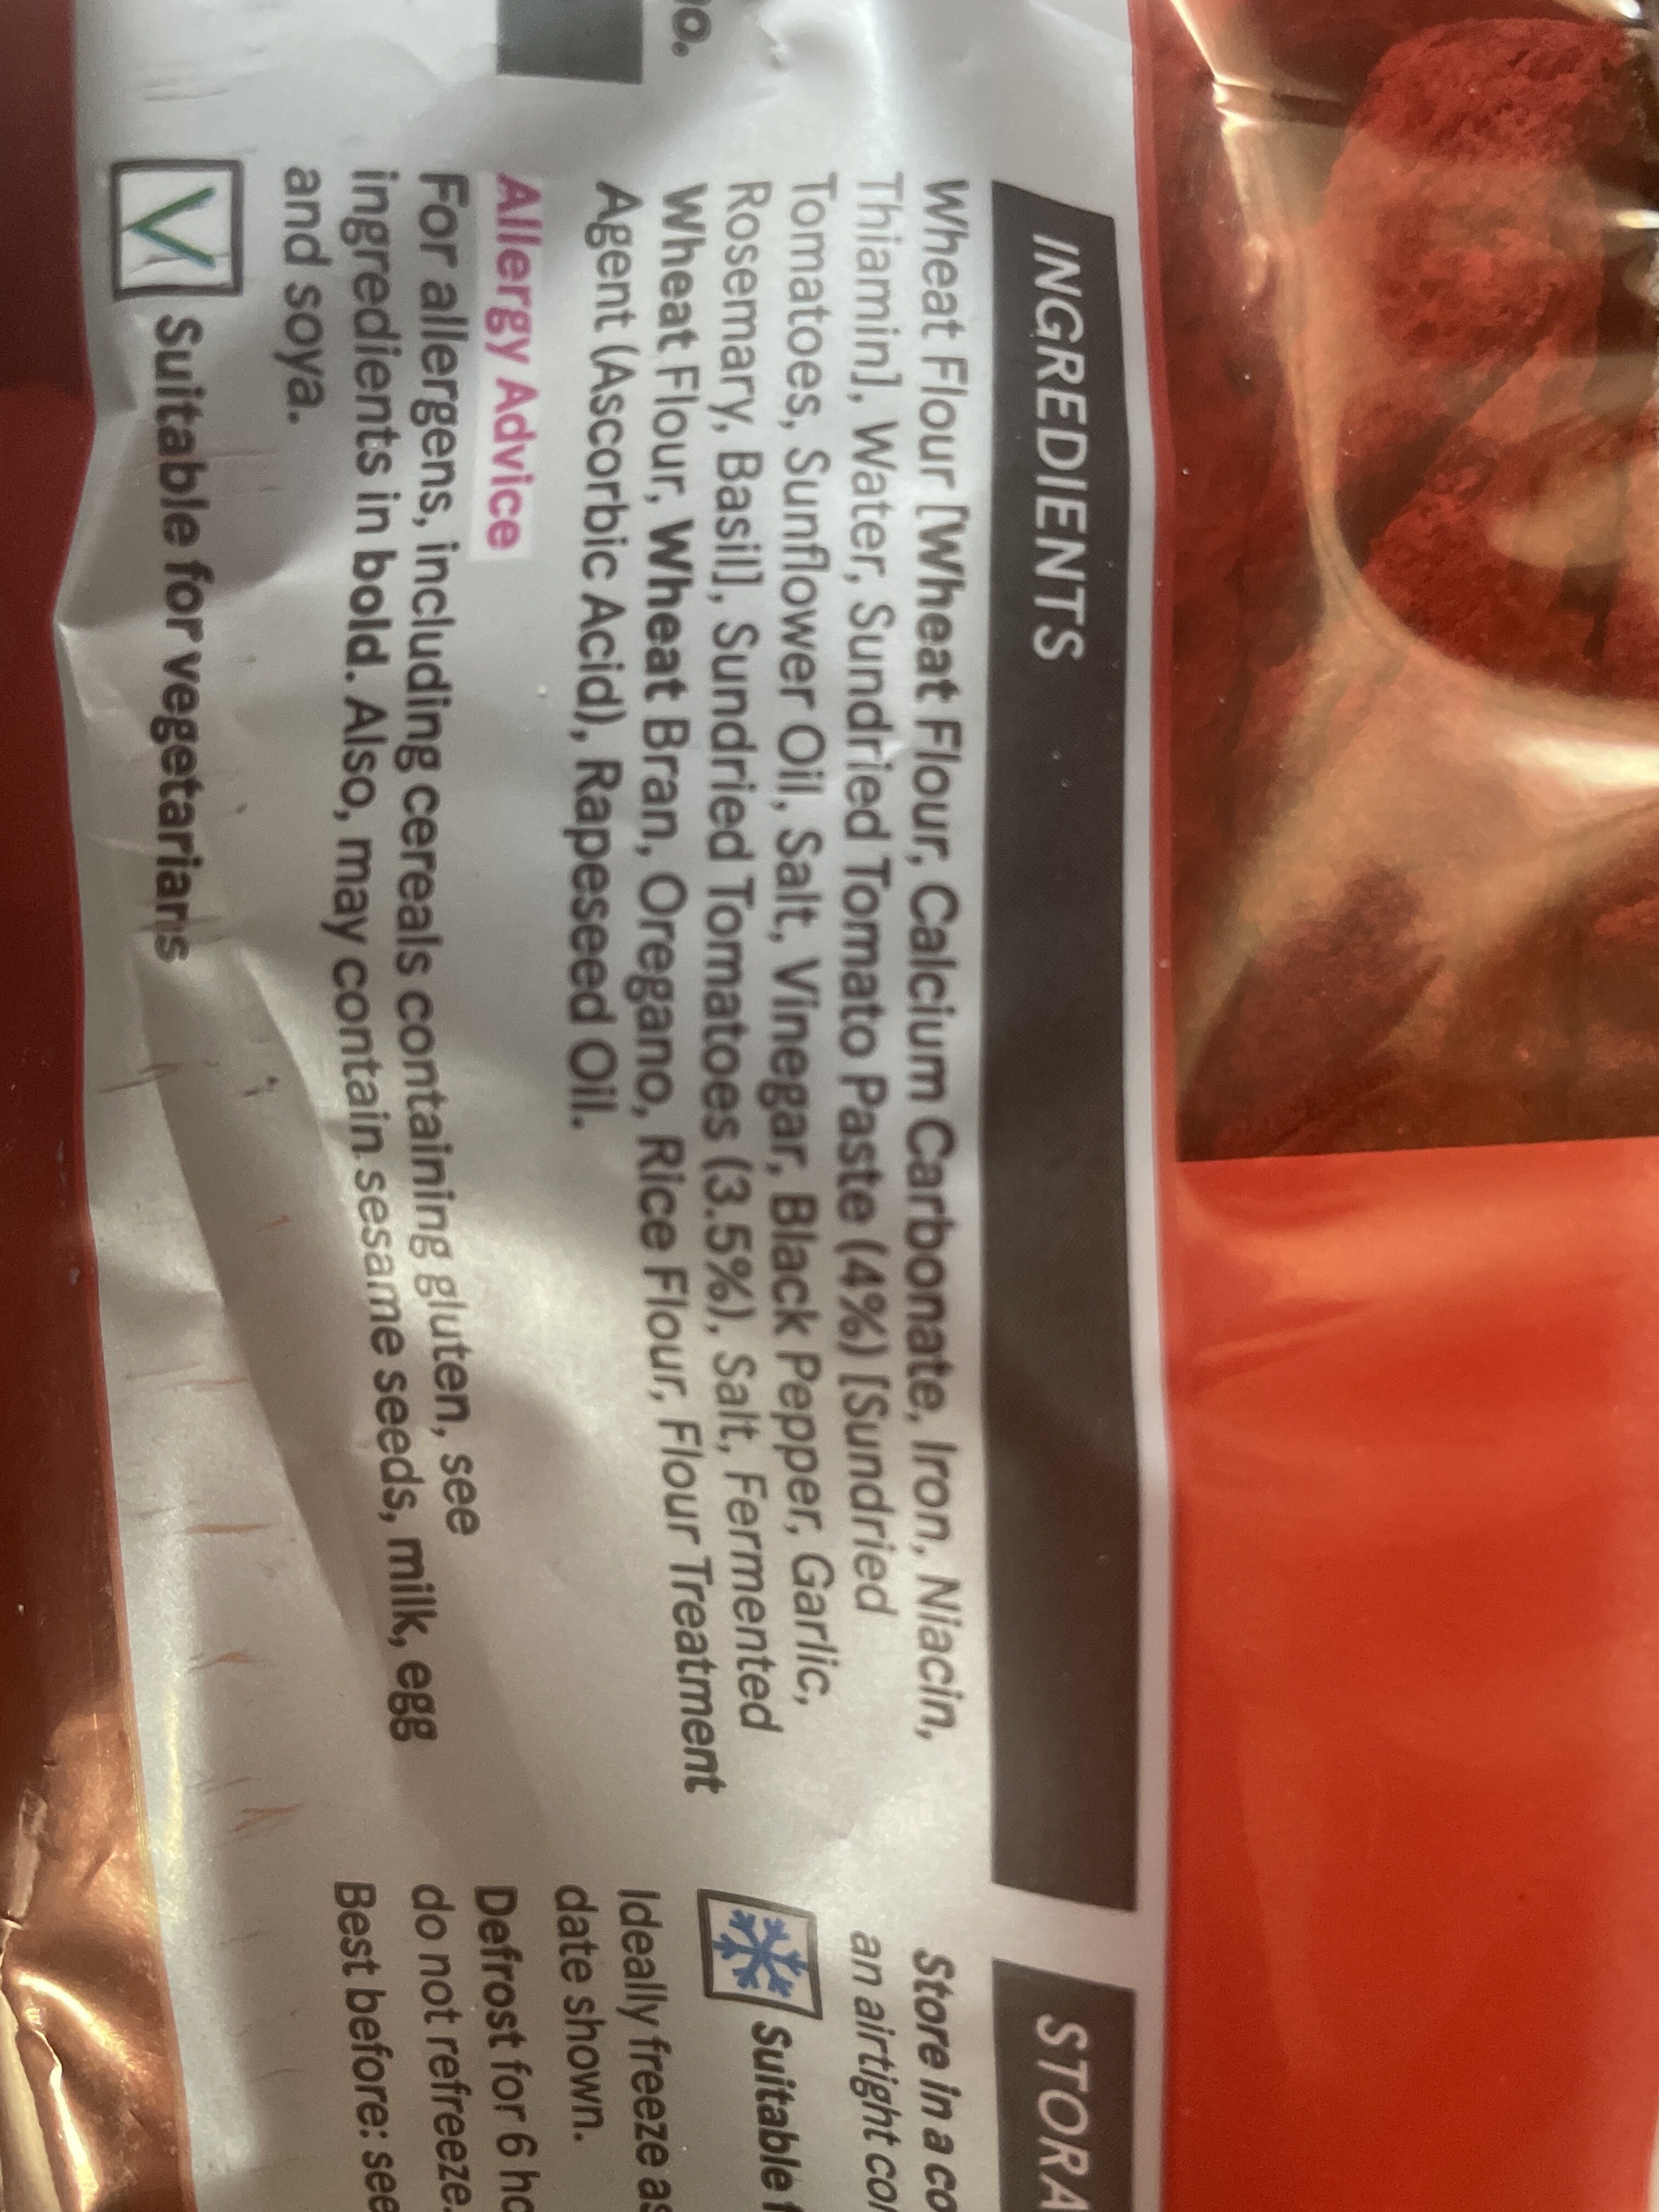 INGREDIENTS
Wheat Flour [Wheat Flour, Calcium Carbonate, Iron, Niacin,
Thiamin], Water, Sundried Tomato Paste (4%) [Sundried
Tomatoes, Sunflower Oil, Salt, Vinegar, Black Pepper, Garlic,
Rosemary, Basil], Sundried Tomatoes (3.5%), Salt, Fermented
Wheat Flour, Wheat Bran, Oregano, Rice Flour, Flour Treatment
Agent (Ascorbic Acid), Rapeseed Oil.
Allergy Advice
For allergens, including cereals containing gluten, see
ingredients in bold. Also, may contain sesame seeds, milk, egg
and soya.
Suitable for vegetarians
STORA
Store in a co
an airtight
Suitable f
Ideally freeze as
date shown.
Defrost for 6 ho
do not refreeze.
Best before: see